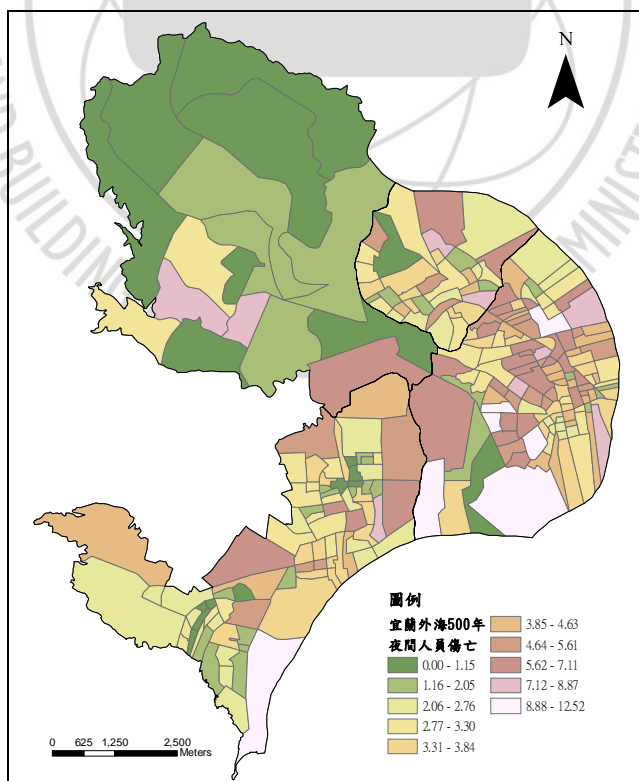 N
圖例
宜蘭外海500年
夜間人員傷亡
0.00 - 1.15
1.16 - 2.05
2.06 - 2.76
2.77 - 3.30
3.31 - 3.84
3.85 - 4.63
4.64 - 5.61
5.62 - 7.11
7.12 - 8.87
8.88 - 12.52
0 625 1,250 2,500
Meters